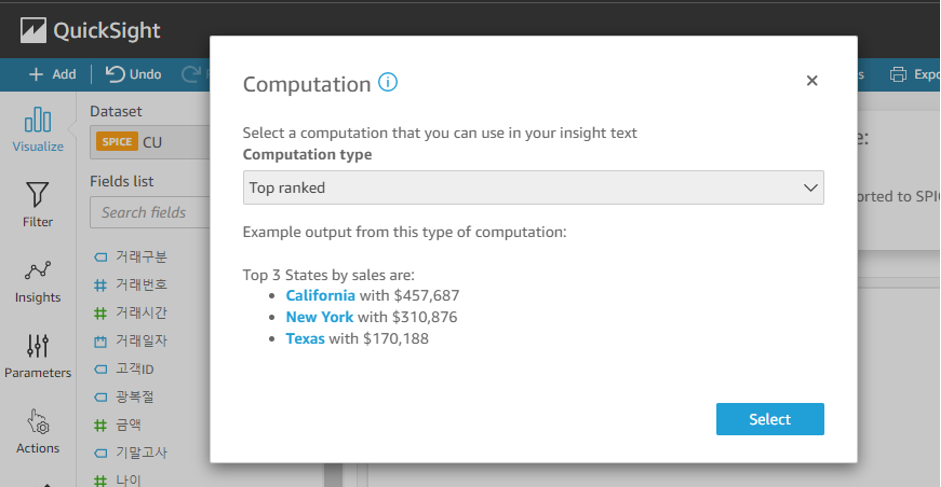 QuickSight
Add
Undo
Visualize
Filter
Insights
Parameters
Actions
Dataset
SPICE CU
Fields list
Search fields
거래구분
거래번호
거래시간
거래일자
고객ID
광복절
금액
기말고사
나이
Computation
Select a computation that you can use in your insight text
Computation type
Top ranked
Example output from this type of computation:
Top 3 States by sales are:
California with $457,687
New York with $310,876
Texas with $170,188
Select